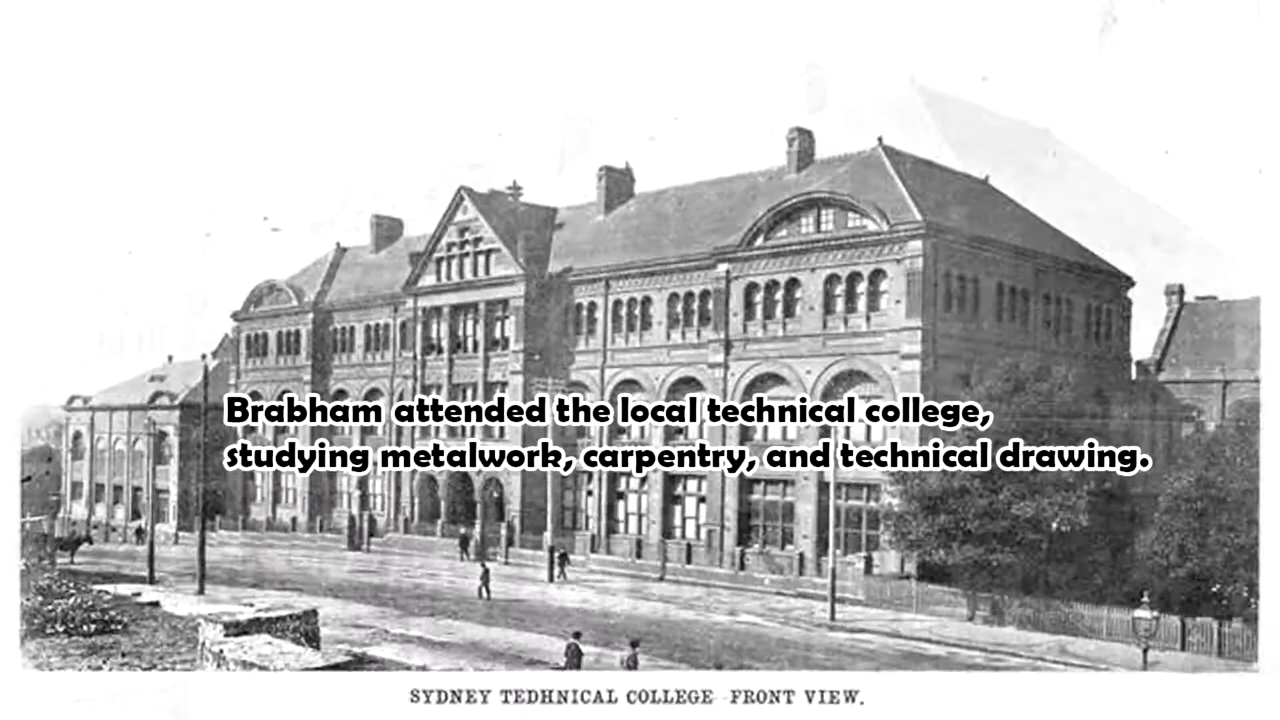 Brabham attended the local technical college,
studying metalwork, carpentry, and technical drawing.
SYDNEY TEDHNICAL COLLEGE FRONT VIEW.